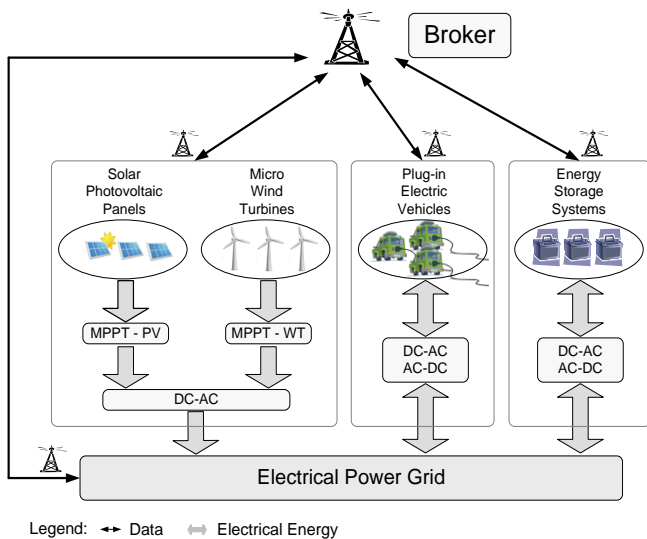 Broker
Solar
Photovoltaic
Panels
Micro
Wind
Turbines
Plug-in
Electric
Vehicles
Energy
Storage
Systems
MPPT - PV
MPPT - WT
DC-AC
AC-DC
DC-AC
AC-DC
DC-AC
Electrical Power Grid
Legend: Data Electrical Energy